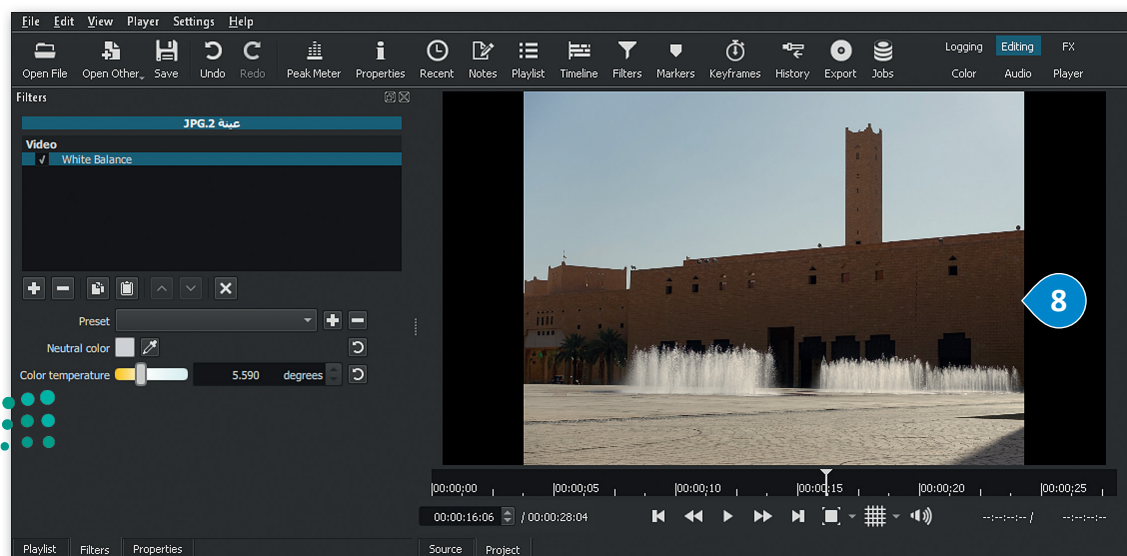 File Edit View Player Settings Help
Open File Open Other Save Undo Redo Peak Meter Properties Recent Notes Playlist Timeline Filters Markers Keyframes History Export Jobs
Logging Editing FX
Color Audio Player
Filters
عينة 2.JPG
Video
√ White Balance
Preset
Neutral color
Color temperature 5.590 degrees
8
00:00;00 00:00;05 00:00;10 00:00;15 00:00;20 00:00;25
00:00:16:06 / 00:00:28:04 --:--:--:-- / --:--:--:--
Playlist Filters Properties Source Project